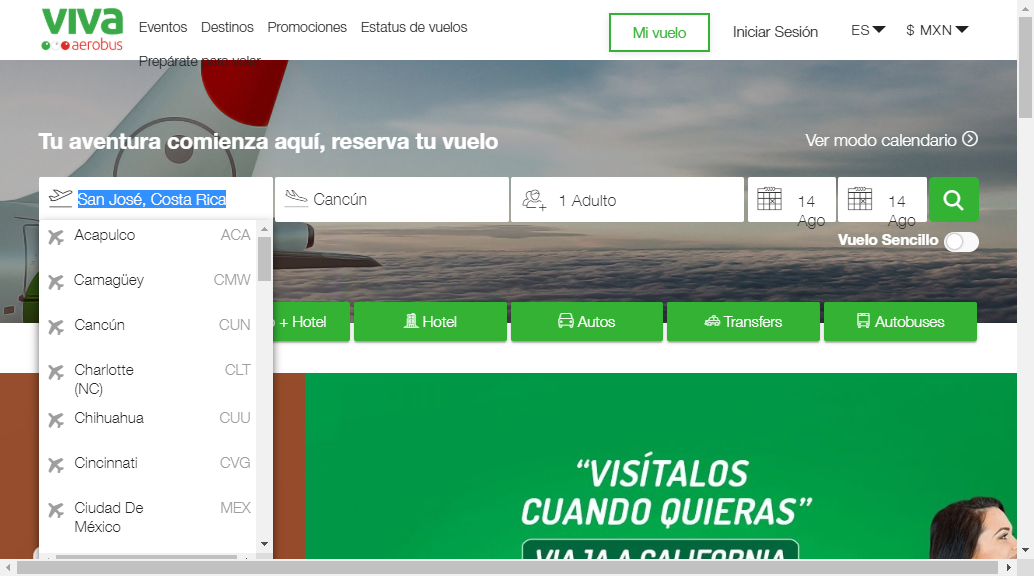 viva
aerobus
Eventos
Destinos
Promociones
Estatus de vuelos
Prepárate para volar
Mi vuelo
Iniciar Sesión
ES
$ MXN
Tu aventura comienza aquí, reserva tu vuelo
Ver modo calendario
San José, Costa Rica
Cancún
1 Adulto
14
Ago
14
Ago
Vuelo Sencillo
Acapulco ACA
Camagüey CMW
Cancún CUN
Charlotte CLT
(NC)
Chihuahua CUU
Cincinnati CVG
Ciudad De MEX
México
+ Hotel
Hotel
Autos
Transfers
Autobuses
“VISÍTALOS
CUANDO QUIERAS”
VIAJA A CALIFORNIA